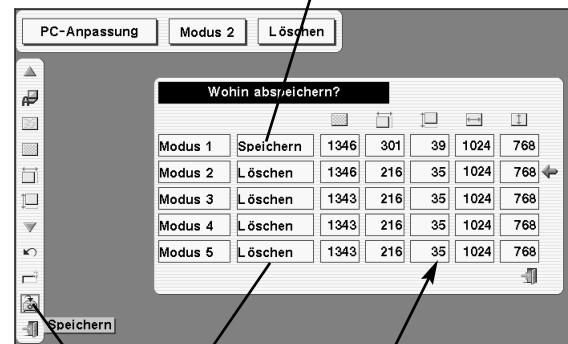 PC-Anpassung Modus 2 Löschen
Wohin abspeichern?
Modus 1 Speichern 1346 301 39 1024 768
Modus 2 Löschen 1346 216 35 1024 768
Modus 3 Löschen 1343 216 35 1024 768
Modus 4 Löschen 1343 216 35 1024 768
Modus 5 Löschen 1343 216 35 1024 768
Speichern